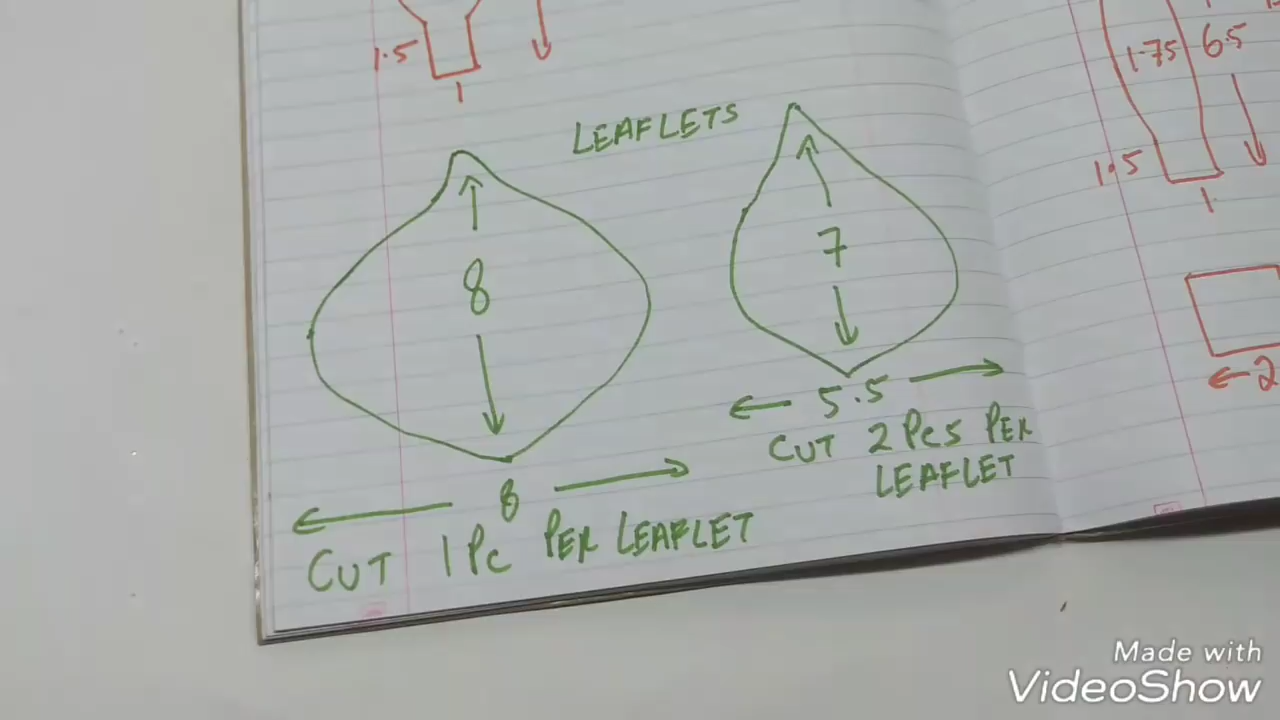 1.5
1
LEAFLETS
8
8
CUT 1 Pc PER LEAFLET
7
5.5
CUT 2 Pcs PER
LEAFLET
1.75 6.5
1.5
1
2
Made with
VideoShow